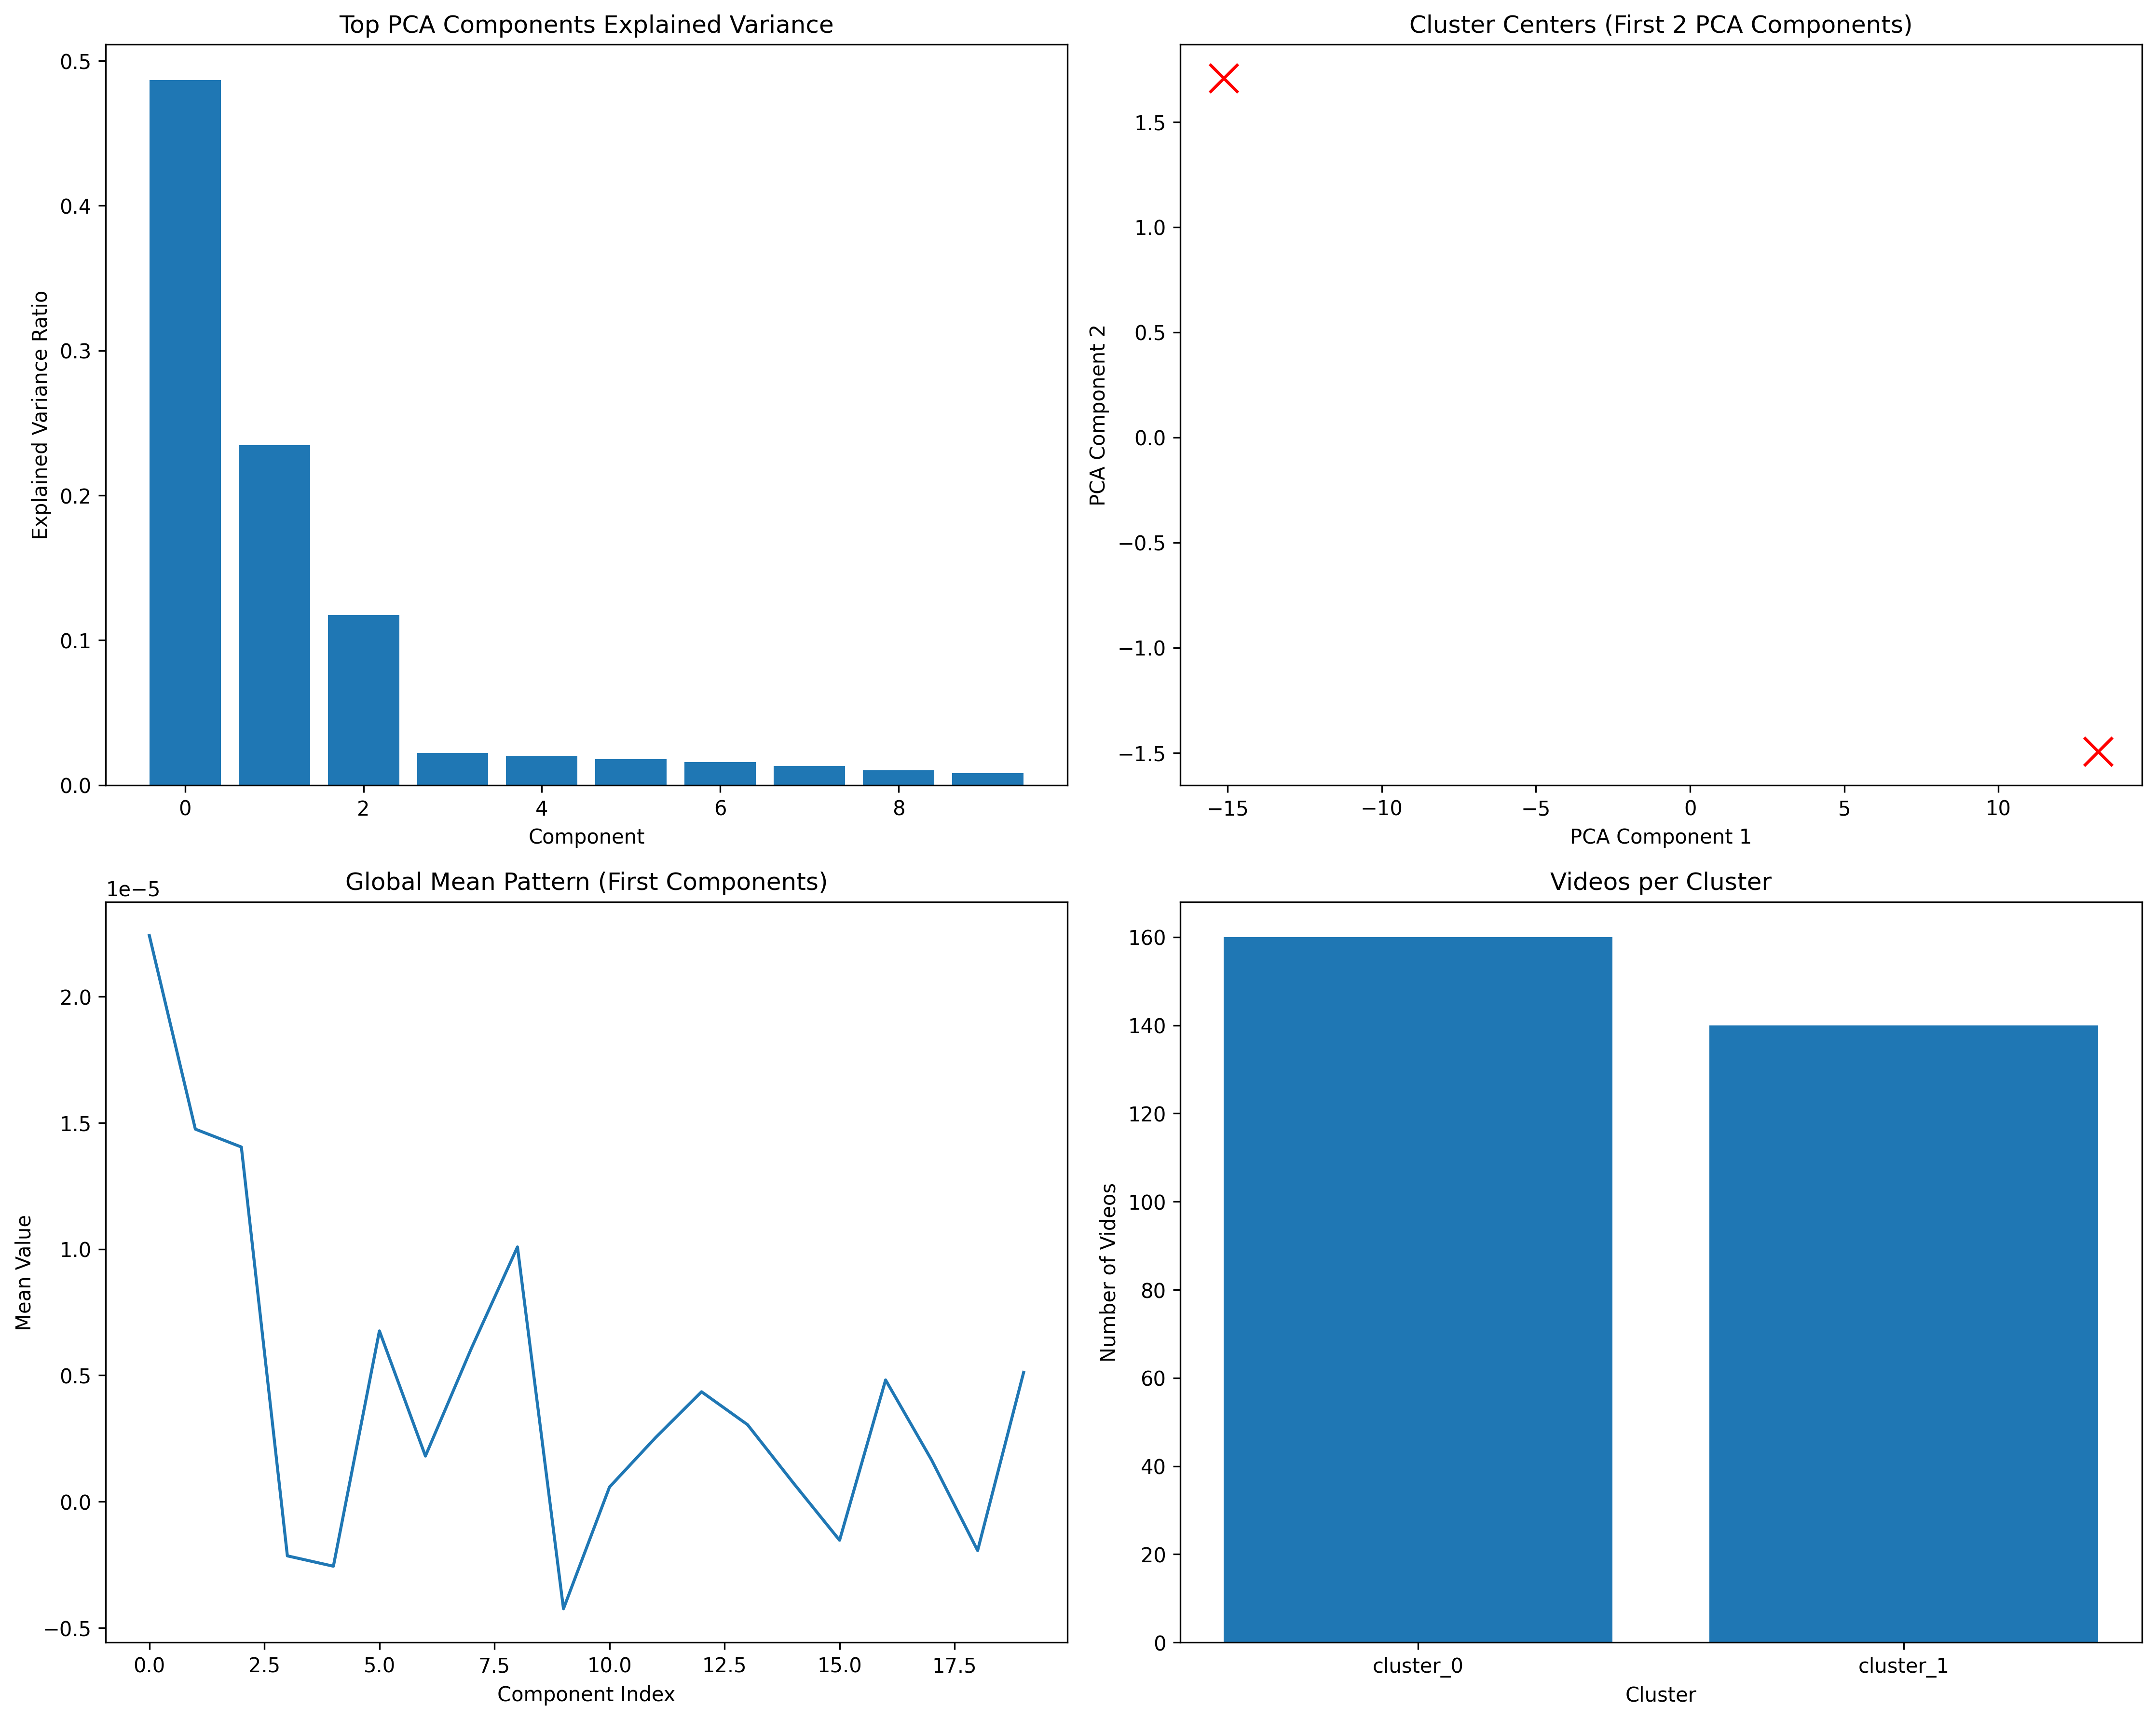 Top PCA Components Explained Variance
0.5
0.4
0.3
0.2
0.1
0.0
Explained Variance Ratio
0 2 4 6 8
Component
Cluster Centers (First 2 PCA Components)
1.5
1.0
0.5
0.0
−0.5
−1.0
−1.5
PCA Component 2
−15 −10 −5 0 5 10
PCA Component 1
Global Mean Pattern (First Components)
1e−5
2.0
1.5
1.0
0.5
0.0
−0.5
Mean Value
0.0 2.5 5.0 7.5 10.0 12.5 15.0 17.5
Component Index
Videos per Cluster
160
140
120
100
80
60
40
20
0
Number of Videos
cluster_0 cluster_1
Cluster